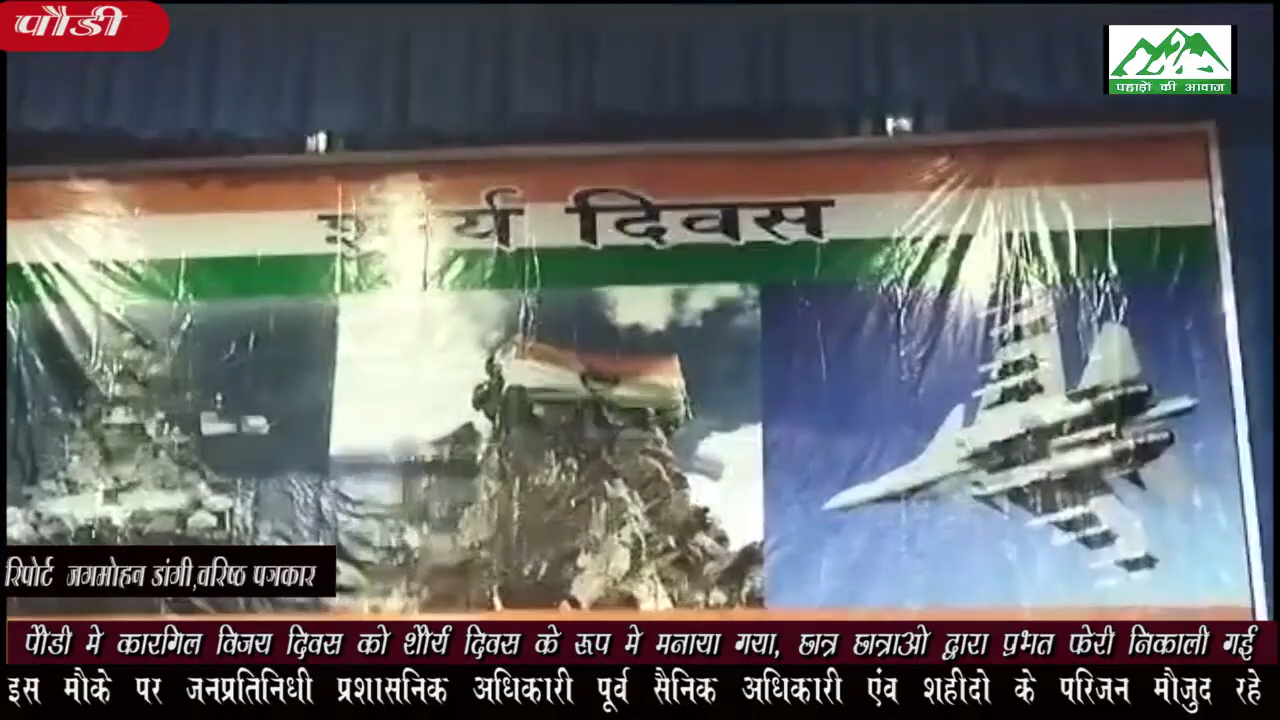 पौडी
पहाड़ों की आवाज
दिवस
रिपोर्ट जगमोहन डांगी,वरिष्ठ पत्रकार
पौडी मे कारगिल विजय दिवस को शौर्य दिवस के रूप मे मनाया गया, छात्र छात्राओ द्वारा प्रभत फेरी निकाली गई
इस मौके पर जनप्रतिनिधी प्रशासनिक अधिकारी पूर्व सैनिक अधिकारी एंव शहीदो के परिजन मौजुद रहे